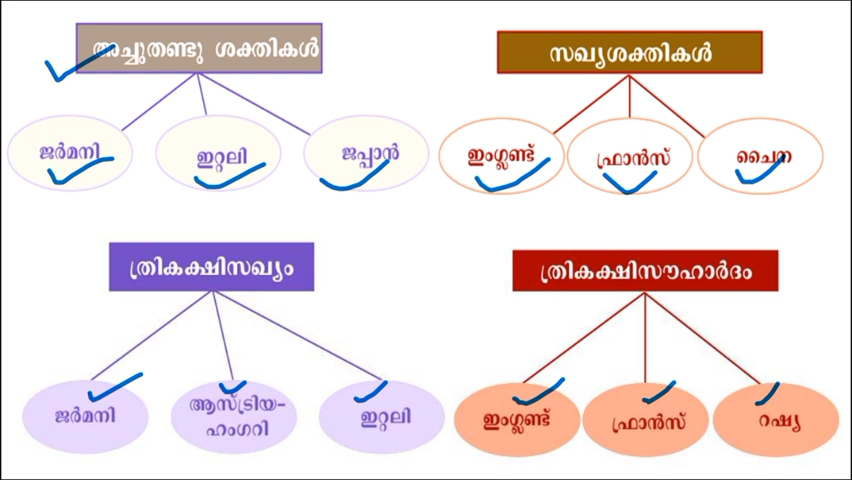 അച്ചുതണ്ടു ശക്തികൾ
ജർമനി
ഇറ്റലി
ജപ്പാൻ
സഖ്യശക്തികൾ
ഇംഗ്ലണ്ട്
ഫ്രാൻസ്
ചൈന
ത്രികക്ഷിസഖ്യം
ജർമനി
ആസ്ട്രിയ-
ഹംഗറി
ഇറ്റലി
ത്രികക്ഷിസൗഹാർദം
ഇംഗ്ലണ്ട്
ഫ്രാൻസ്
റഷ്യ